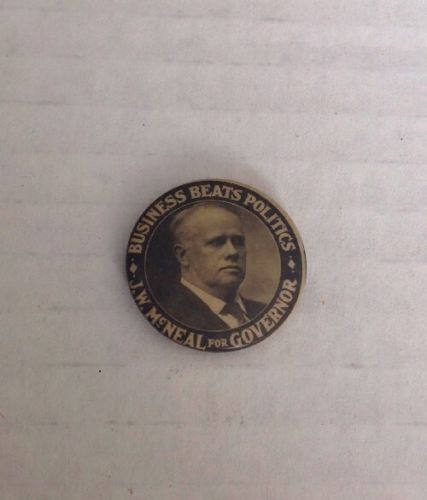 BUSINESS BEATS POLITICS
J.W. McNEAL FOR GOVERNOR